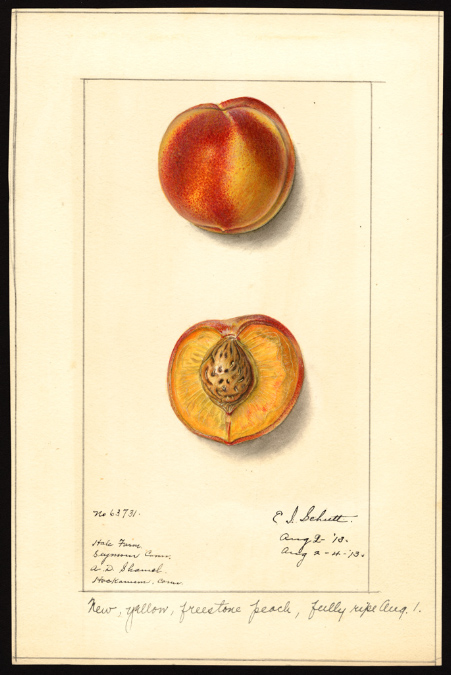 No 63731.
E. I. Schutt.
Aug 2 '13.
Aug 2-4-'13.
Hale Farm
Seymour Conn.
A. D. Shamel.
Hockanum, Conn.
New, yellow, freestone peach, fully ripe Aug. 1.